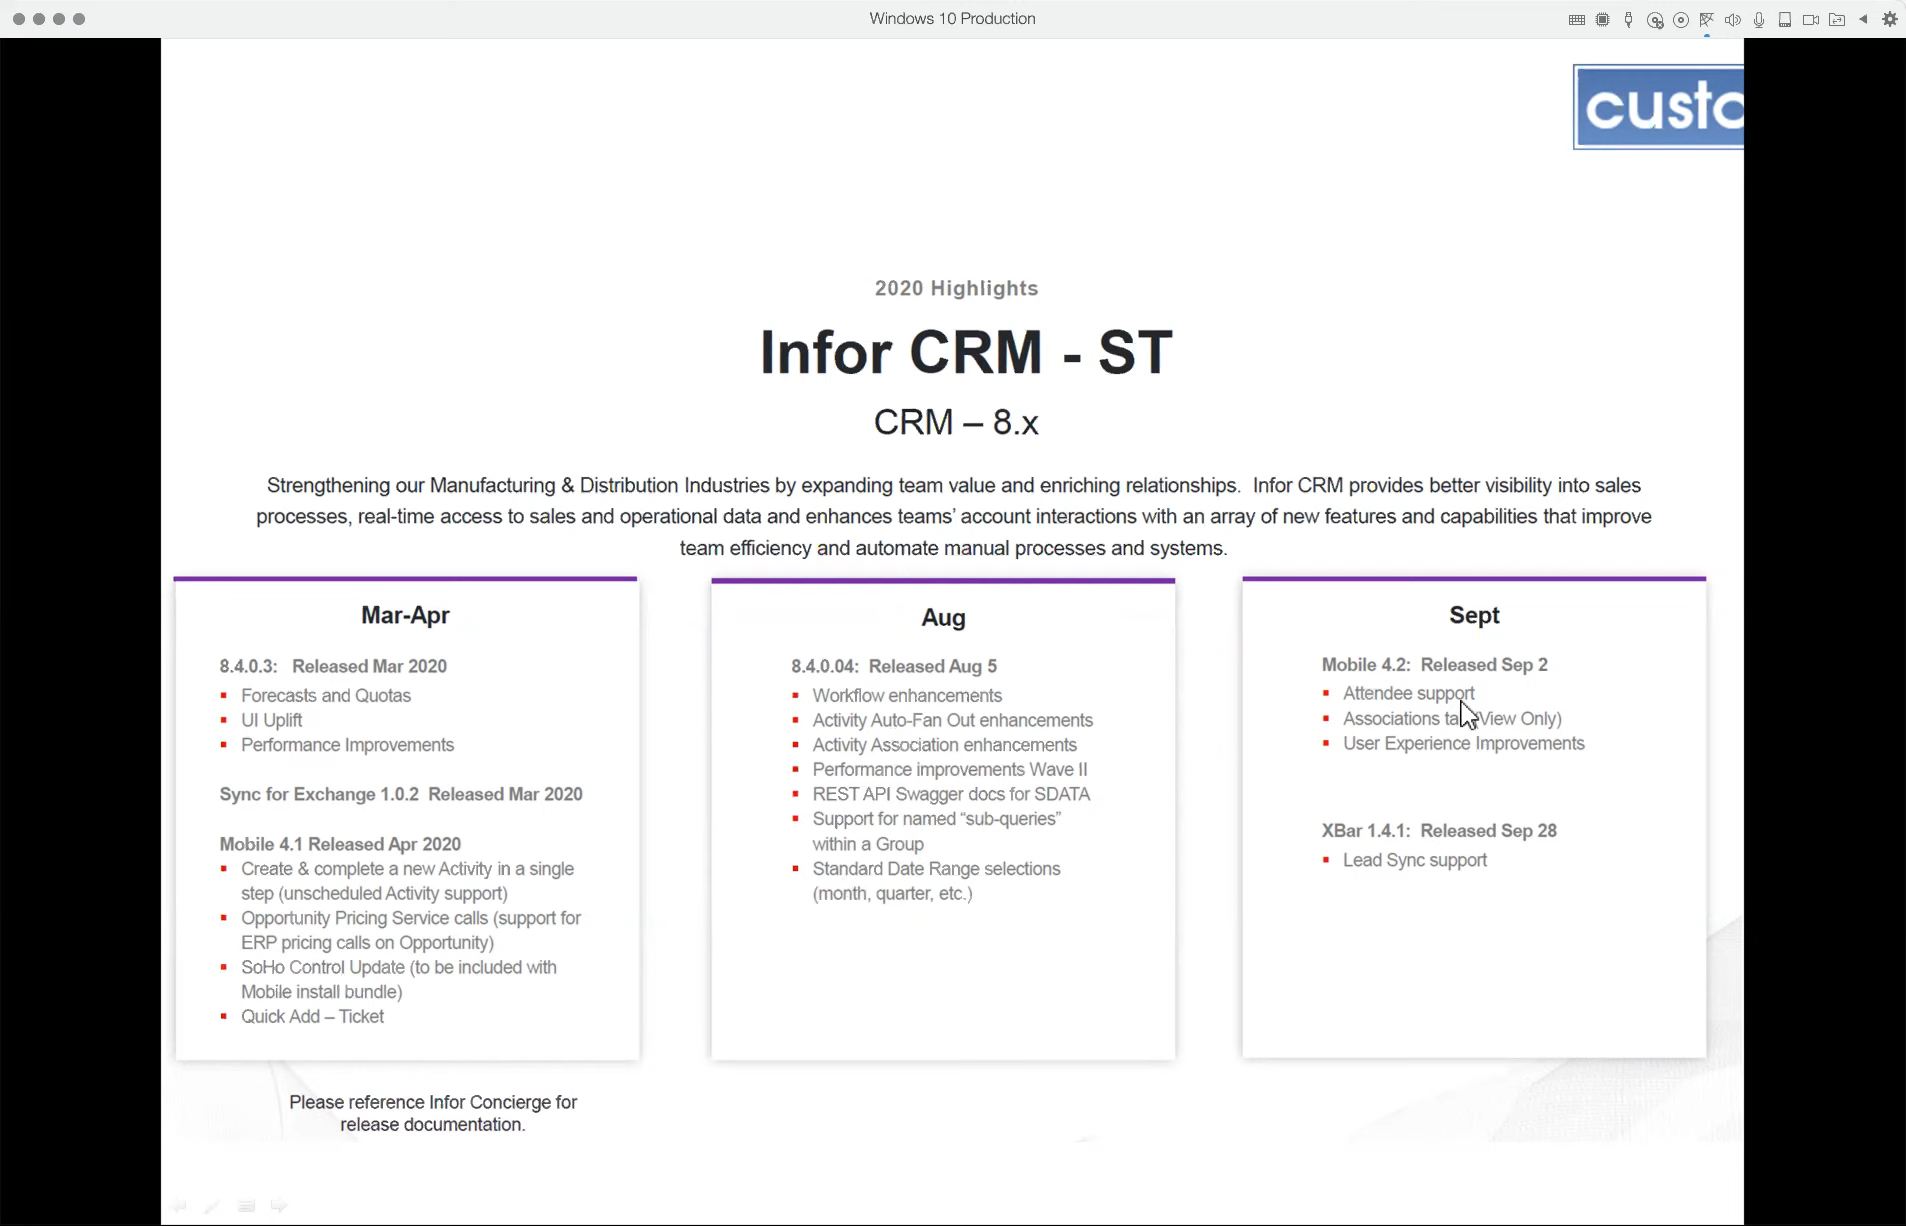 Windows 10 Production
custo
2020 Highlights
Infor CRM - ST
CRM – 8.x
Strengthening our Manufacturing & Distribution Industries by expanding team value and enriching relationships. Infor CRM provides better visibility into sales
processes, real-time access to sales and operational data and enhances teams’ account interactions with an array of new features and capabilities that improve
team efficiency and automate manual processes and systems.
Mar-Apr
8.4.0.3: Released Mar 2020
Forecasts and Quotas
UI Uplift
Performance Improvements
Sync for Exchange 1.0.2 Released Mar 2020
Mobile 4.1 Released Apr 2020
Create & complete a new Activity in a single
step (unscheduled Activity support)
Opportunity Pricing Service calls (support for
ERP pricing calls on Opportunity)
SoHo Control Update (to be included with
Mobile install bundle)
Quick Add – Ticket
Please reference Infor Concierge for
release documentation.
Aug
8.4.0.04: Released Aug 5
Workflow enhancements
Activity Auto-Fan Out enhancements
Activity Association enhancements
Performance improvements Wave II
REST API Swagger docs for SDATA
Support for named “sub-queries”
within a Group
Standard Date Range selections
(month, quarter, etc.)
Sept
Mobile 4.2: Released Sep 2
Attendee support
Associations View Only)
User Experience Improvements
XBar 1.4.1: Released Sep 28
Lead Sync support